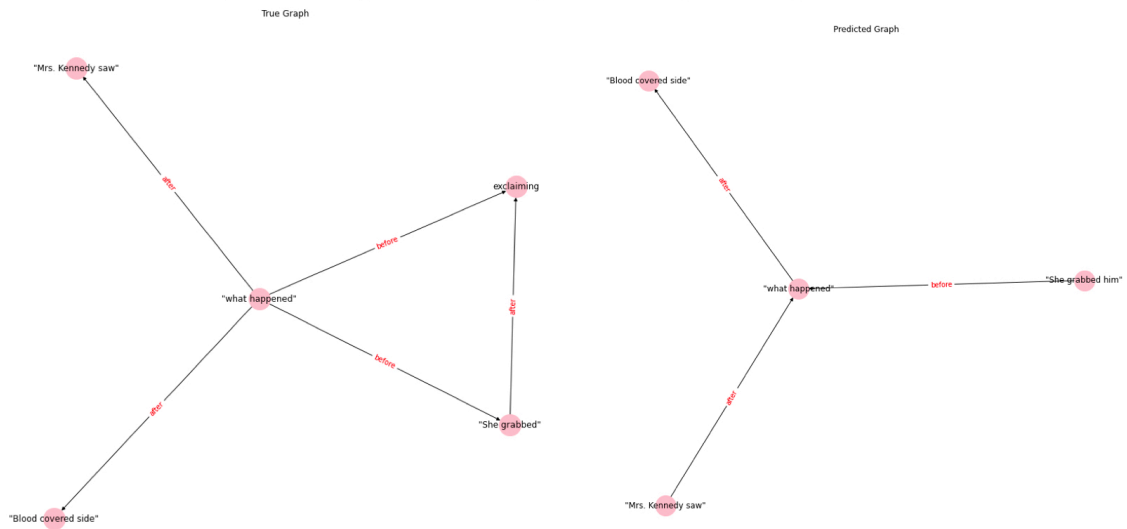 True Graph
"Mrs. Kennedy saw"
after
exclaiming
before
"what happened"
after
before
after
"She grabbed"
"Blood covered side"
Predicted Graph
"Blood covered side"
after
"She grabbed him"
before
"what happened"
after
"Mrs. Kennedy saw"